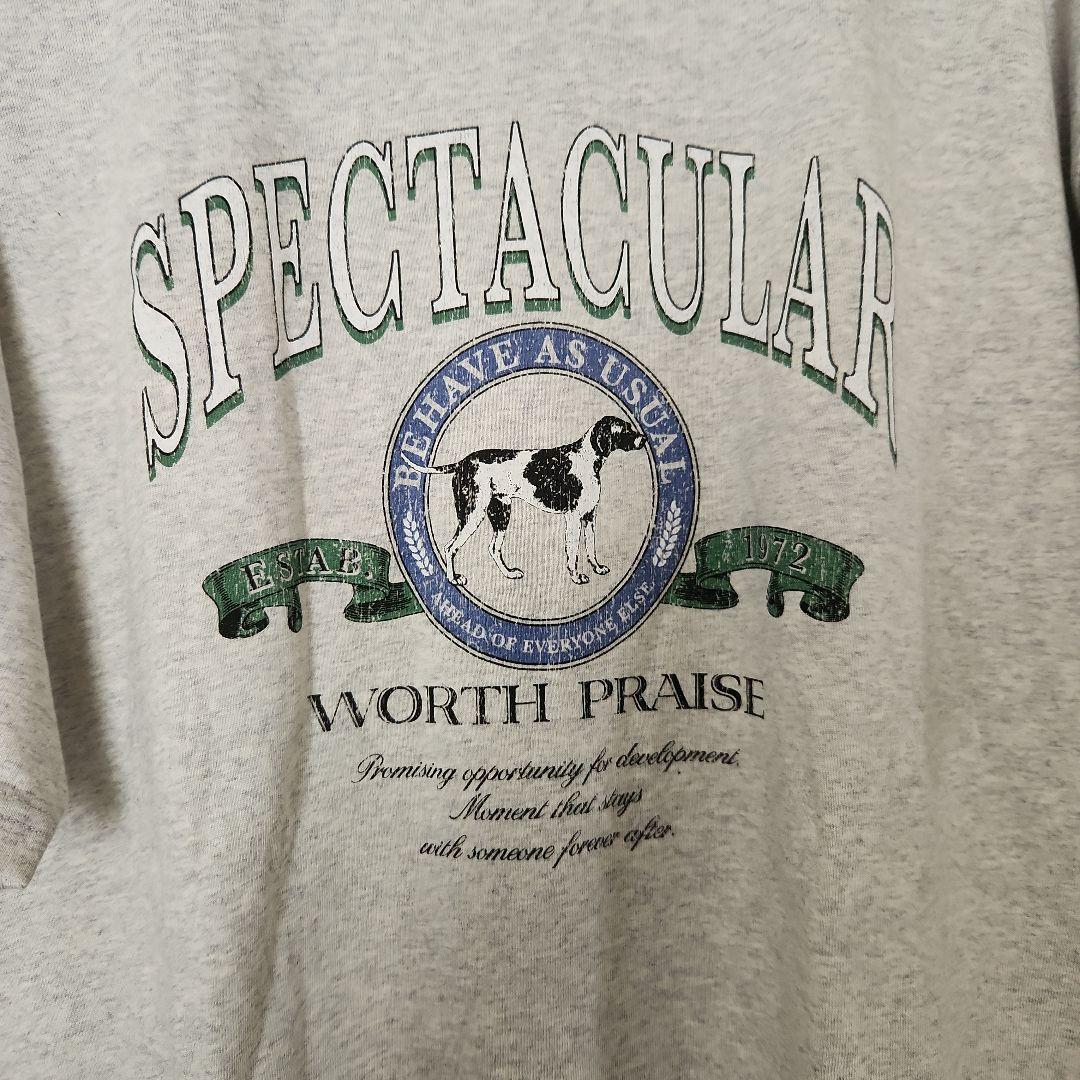 SPECTACULAR
BEHAVE AS USUAL
ESTAB.
1972
AHEAD OF EVERYONE ELSE
WORTH PRAISE
Promising opportunity for development.
Moment that stays
with someone forever after.